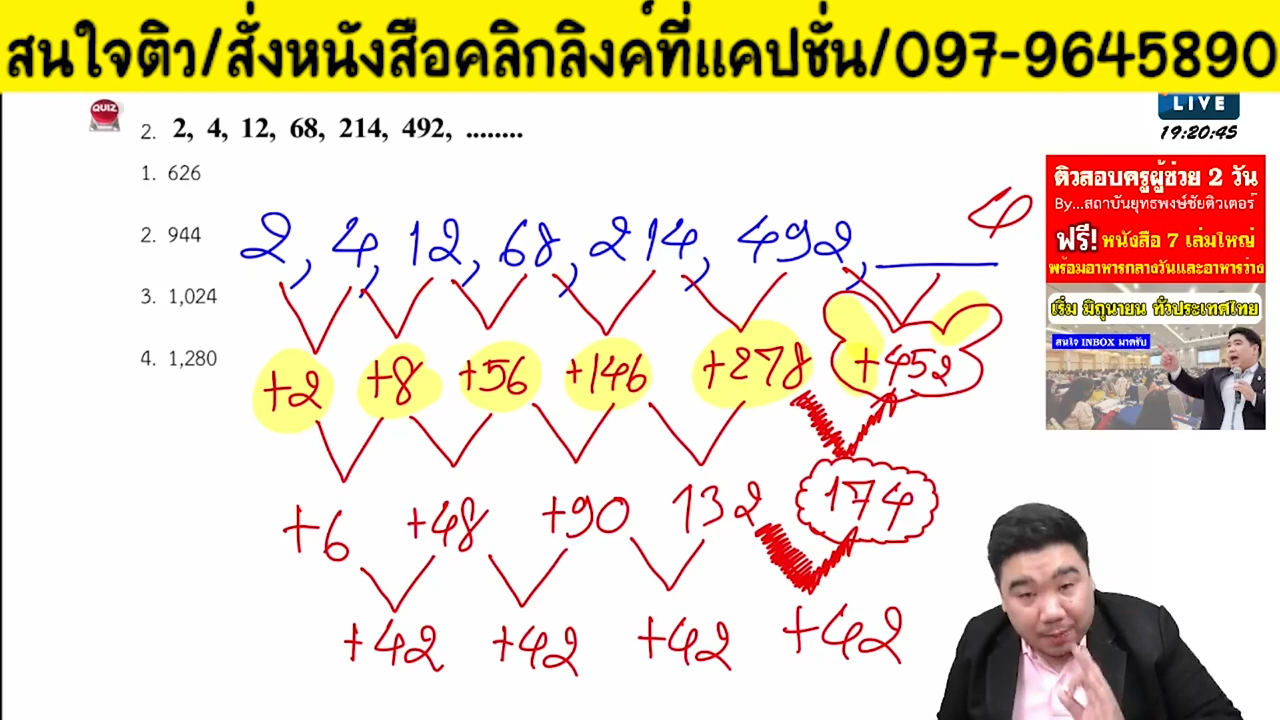 สนใจติว/สั่งหนังสือคลิกลิงค์ที่แคปชั่น/097-9645890
LIVE
19:20:45
QUIZ
2. 2, 4, 12, 68, 214, 492, ........
1. 626
2. 944
3. 1,024
4. 1,280
2, 4, 12, 68, 214, 492, ____
+2 +8 +56 +146 +278 +452
+6 +48 +90 132 174
+42 +42 +42 +42
ติวสอบครูผู้ช่วย 2 วัน
By...สถาบันยุทธพงษ์ชัยติวเตอร์
ฟรี! หนังสือ 7 เล่มใหญ่
พร้อมอาหารกลางวันและอาหารว่าง
เริ่ม มิถุนายน ทั่วประเทศไทย
สนใจ INBOX มาครับ